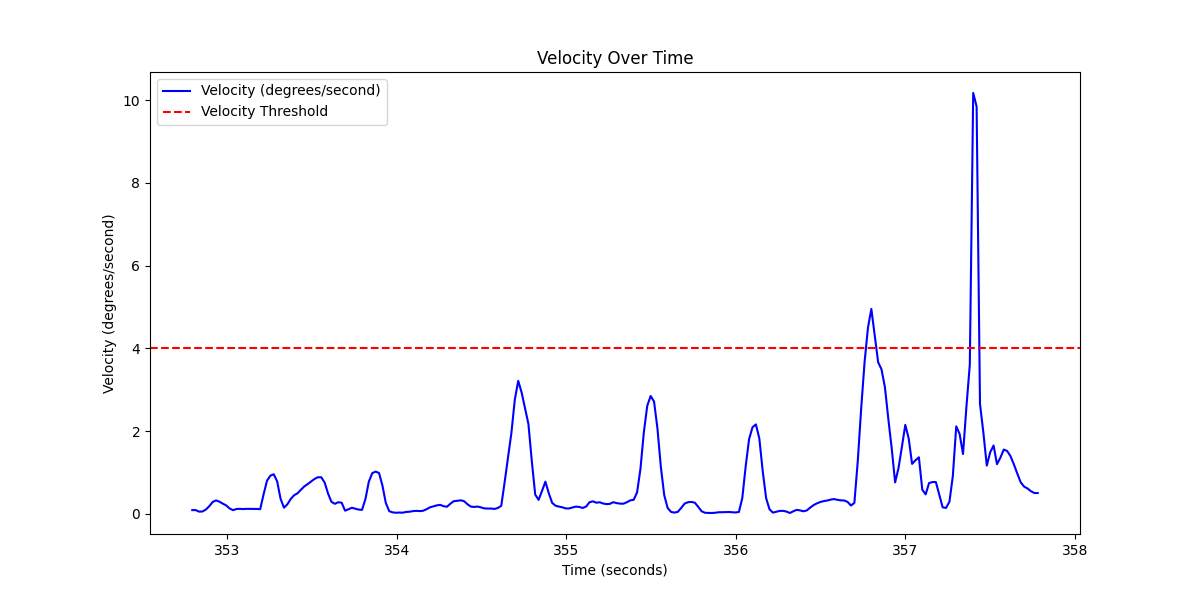 Velocity Over Time
Velocity (degrees/second)
Velocity Threshold
10
8
6
4
2
0
Velocity (degrees/second)
353 354 355 356 357 358
Time (seconds)